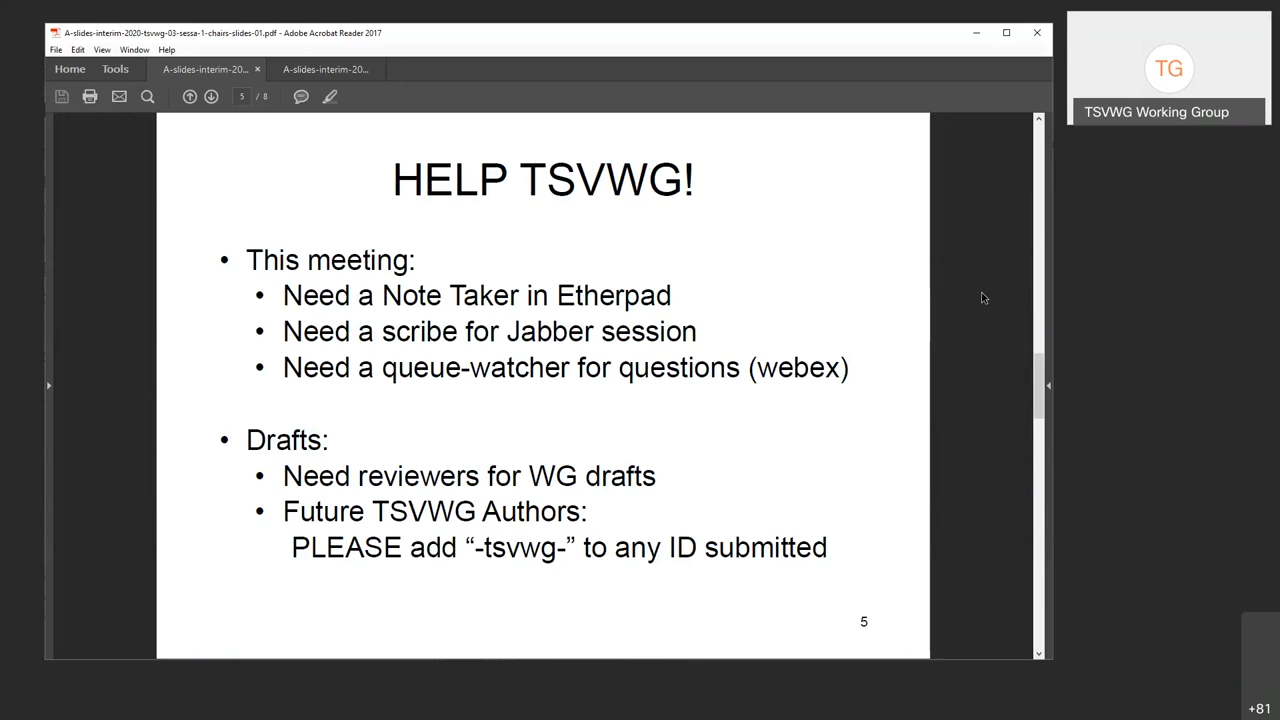 A-slides-interim-2020-tsvwg-03-sessa-1-chairs-slides-01.pdf - Adobe Acrobat Reader 2017
File Edit View Window Help
Home Tools A-slides-interim-20... × A-slides-interim-20...
5 / 8
TG
TSVWG Working Group
HELP TSVWG!
• This meeting:
• Need a Note Taker in Etherpad
• Need a scribe for Jabber session
• Need a queue-watcher for questions (webex)
• Drafts:
• Need reviewers for WG drafts
• Future TSVWG Authors:
PLEASE add “-tsvwg-” to any ID submitted
5
+81